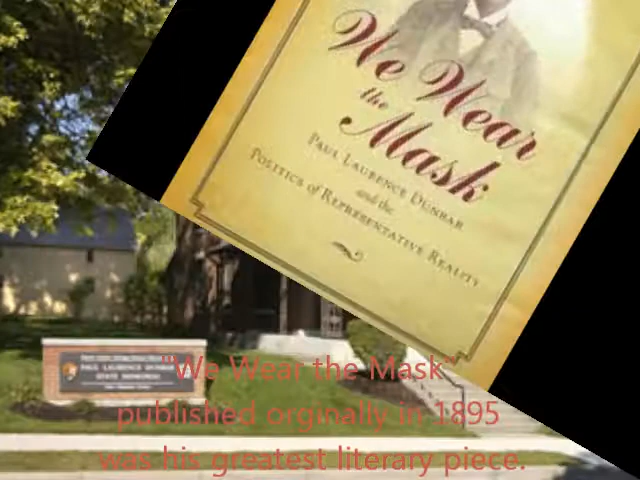 We Wear
the
Mask
PAUL LAURENCE DUNBAR
and the
POLITICS of REPRESENTATIVE REALITY
PAUL LAURENCE DUNBAR
STATE MEMORIAL
"We Wear the Mask"
published orginally in 1895
was his greatest literary piece.